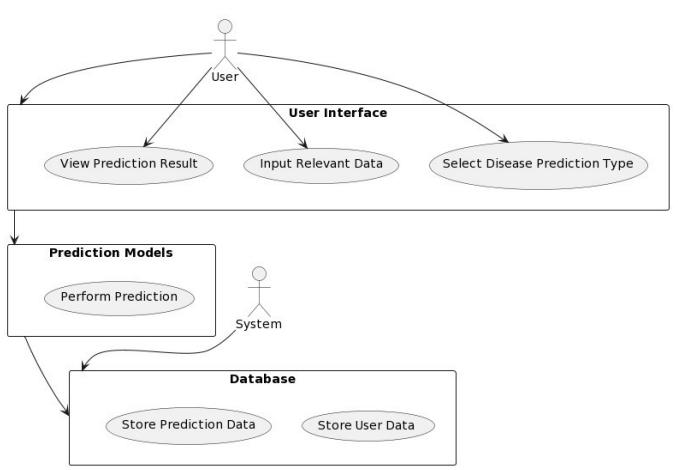 User
User Interface
View Prediction Result
Input Relevant Data
Select Disease Prediction Type
Prediction Models
Perform Prediction
System
Database
Store Prediction Data
Store User Data